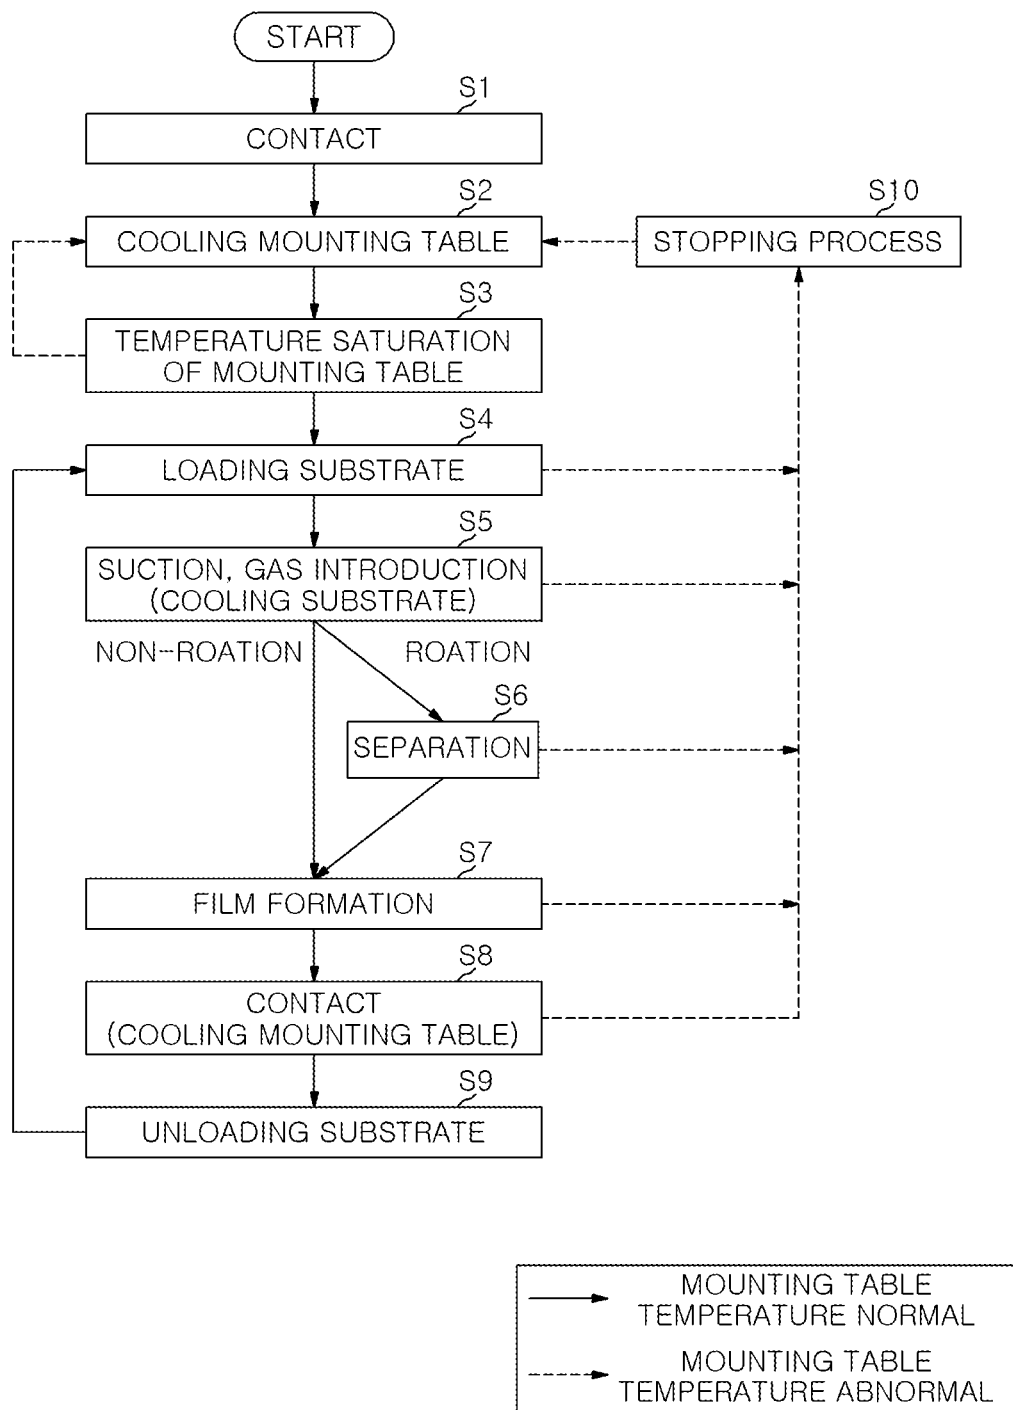 START
S1
CONTACT
S2
COOLING MOUNTING TABLE
S10
STOPPING PROCESS
S3
TEMPERATURE SATURATION
OF MOUNTING TABLE
S4
LOADING SUBSTRATE
S5
SUCTION, GAS INTRODUCTION
(COOLING SUBSTRATE)
NON-ROATION
ROATION
S6
SEPARATION
S7
FILM FORMATION
S8
CONTACT
(COOLING MOUNTING TABLE)
S9
UNLOADING SUBSTRATE
MOUNTING TABLE
TEMPERATURE NORMAL
MOUNTING TABLE
TEMPERATURE ABNORMAL